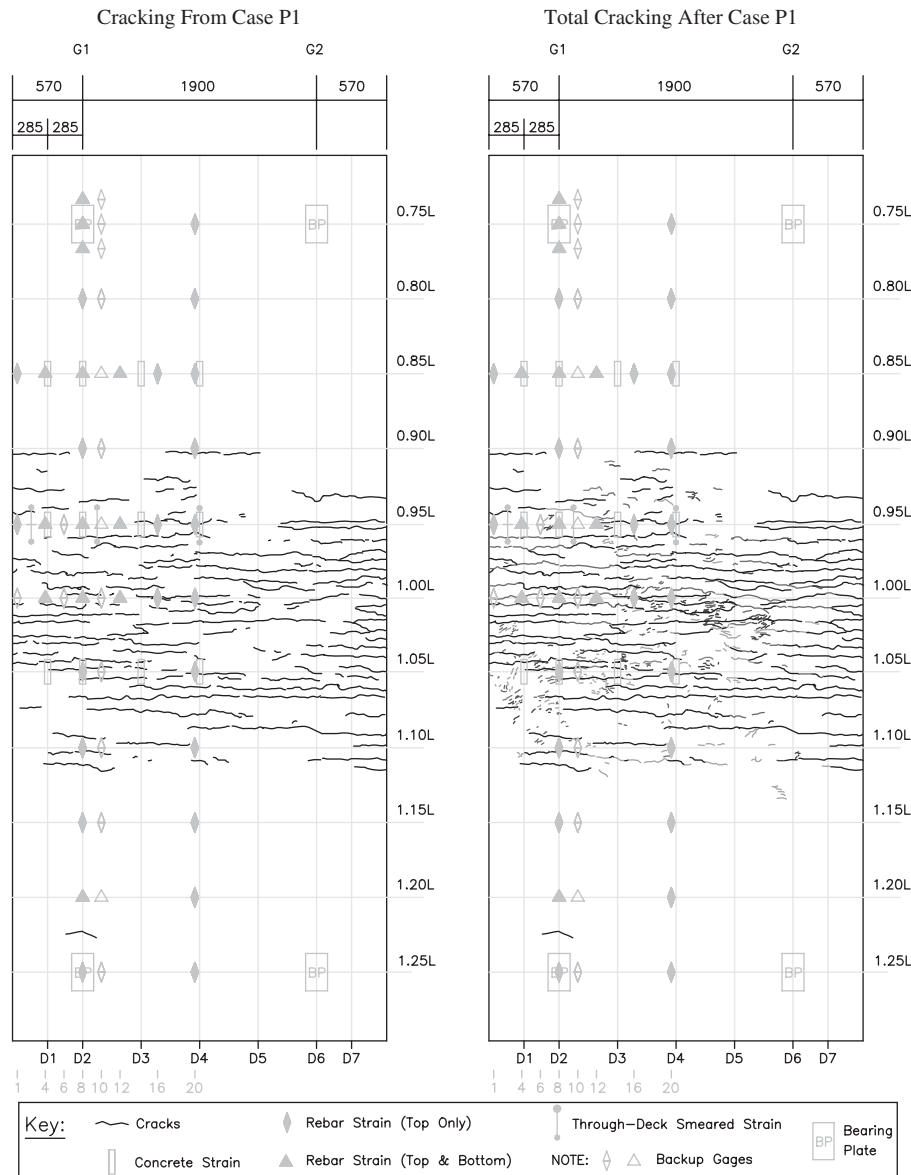 Cracking From Case P1
Total Cracking After Case P1
G1
G2
G1
G2
570
1900
570
570
1900
570
285
285
285
285
BP
BP
0.75L
BP
BP
0.75L
0.80L
0.80L
0.85L
0.85L
0.90L
0.90L
0.95L
0.95L
1.00L
1.00L
1.05L
1.05L
1.10L
1.10L
1.15L
1.15L
1.20L
1.20L
BP
BP
1.25L
BP
BP
1.25L
D1 D2 D3 D4 D5 D6 D7
D1 D2 D3 D4 D5 D6 D7
1 4 6 8 10 12 16 20
1 4 6 8 10 12 16 20
Key:
Cracks
Rebar Strain (Top Only)
Through-Deck Smeared Strain
BP
Bearing
Plate
Concrete Strain
Rebar Strain (Top & Bottom)
NOTE:
Backup Gages